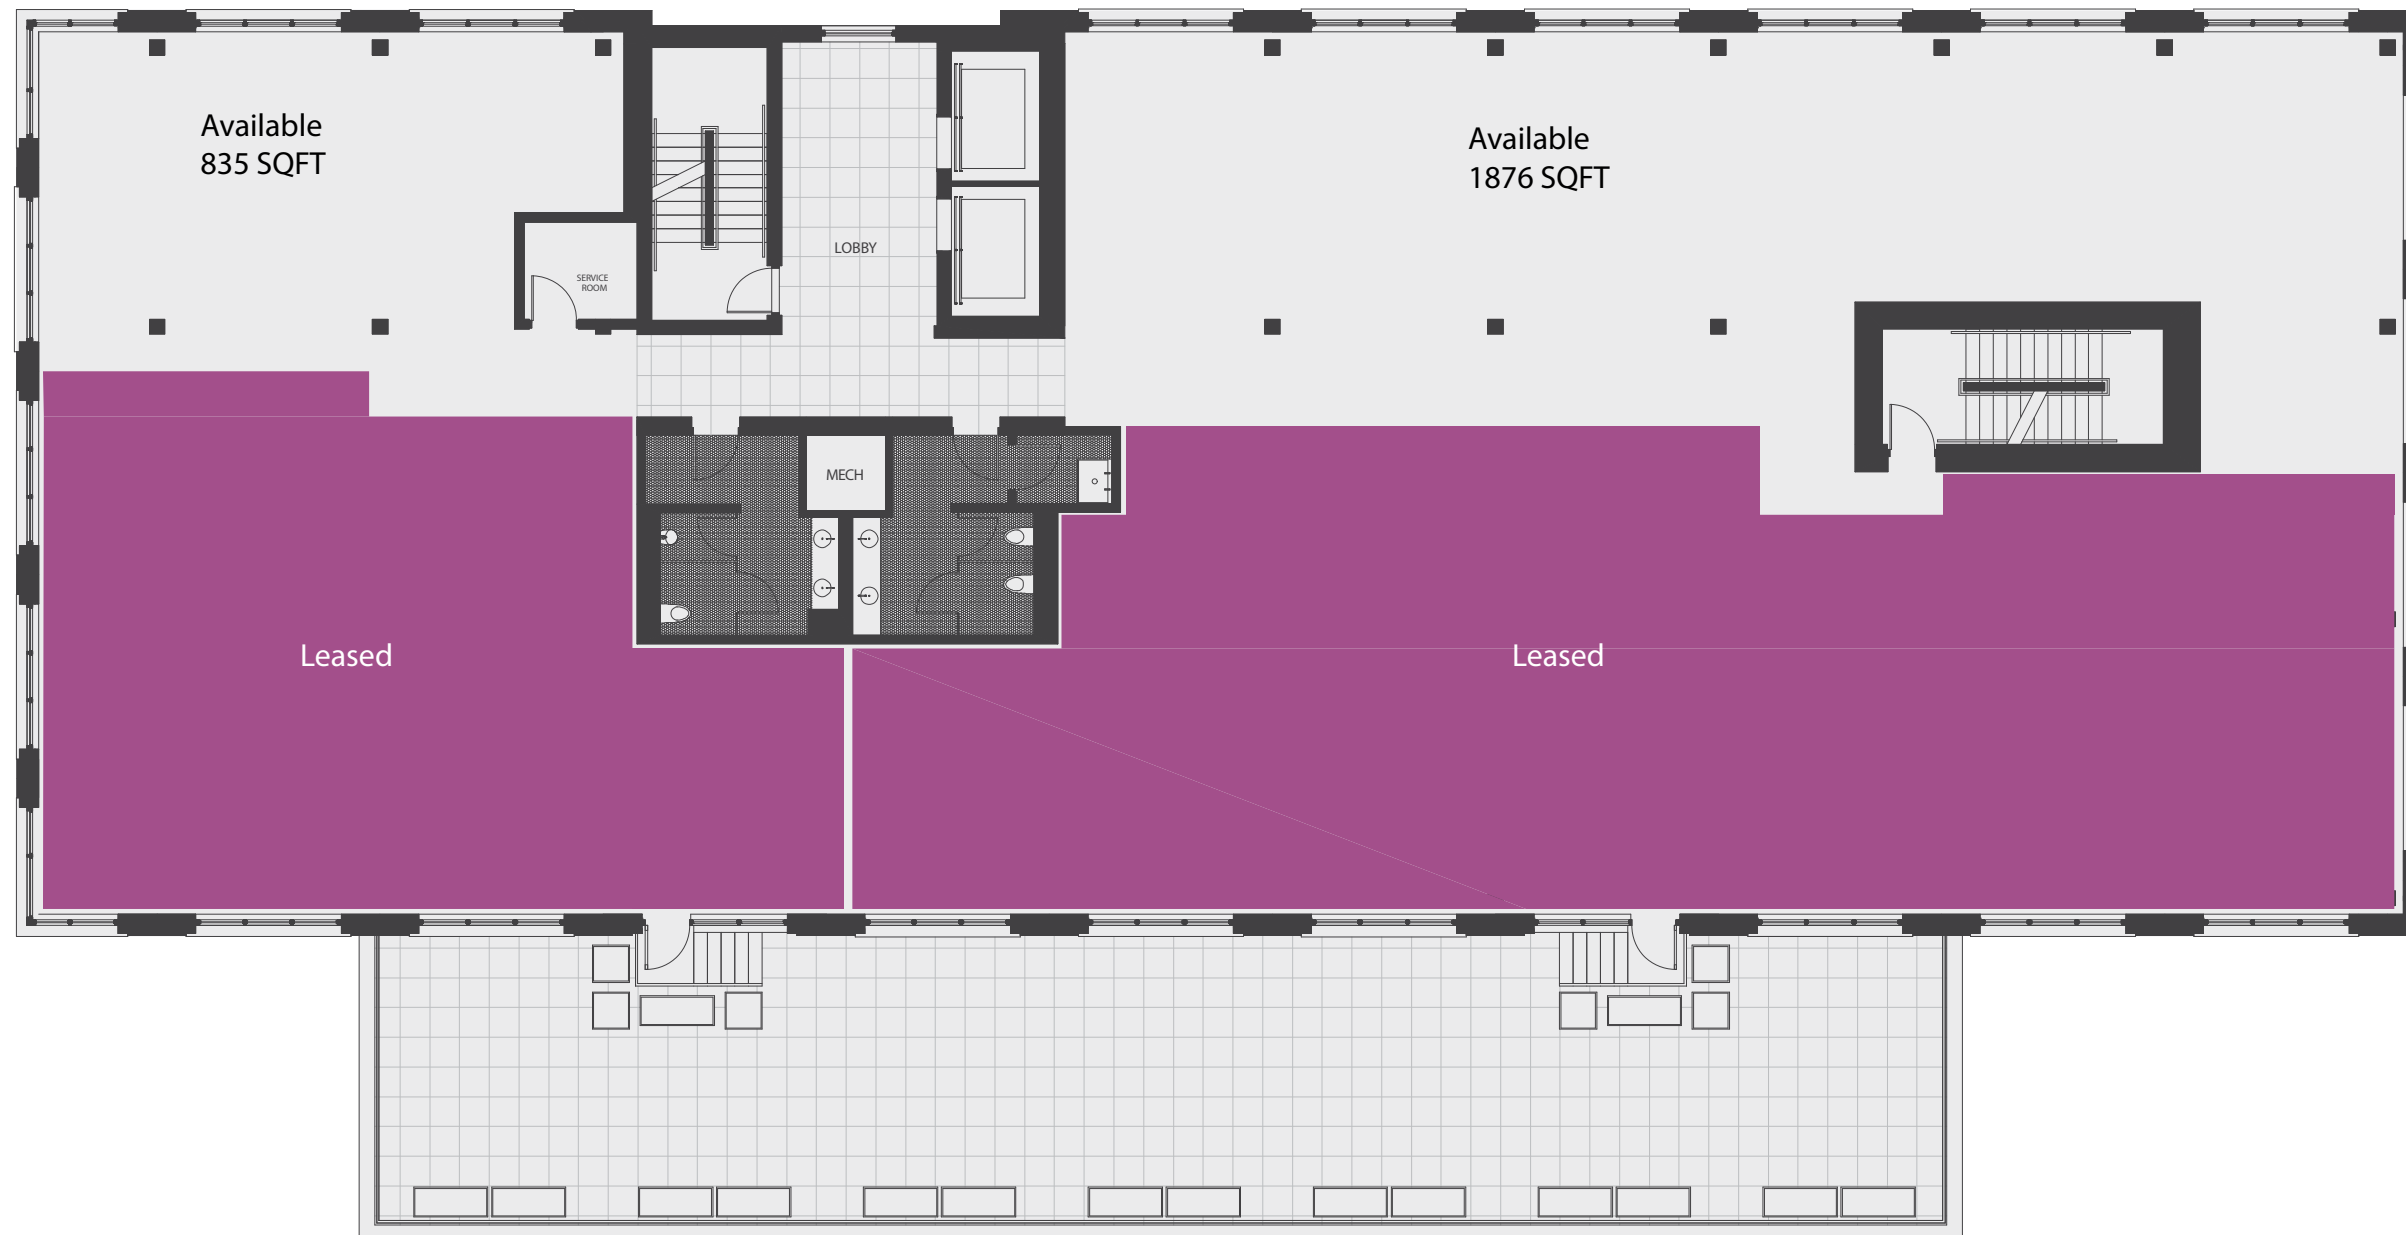 Available
835 SQFT
Available
1876 SQFT
LOBBY
SERVICE
ROOM
MECH
Leased
Leased